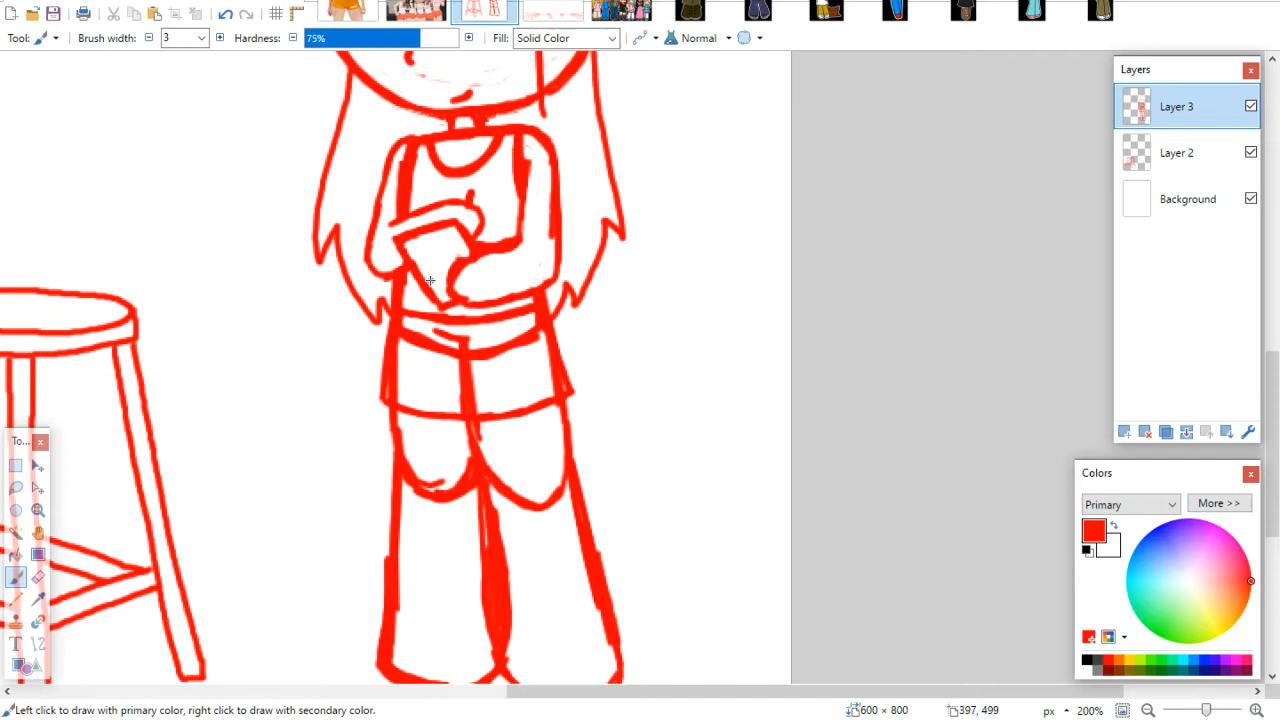 Tool:
Brush width:
3
Hardness:
75%
Fill:
Solid Color
Normal
Layers
Layer 3
Layer 2
Background
To...
T
Colors
Primary
More >>
Left click to draw with primary color, right click to draw with secondary color.
600 × 800
397, 499
px
200%